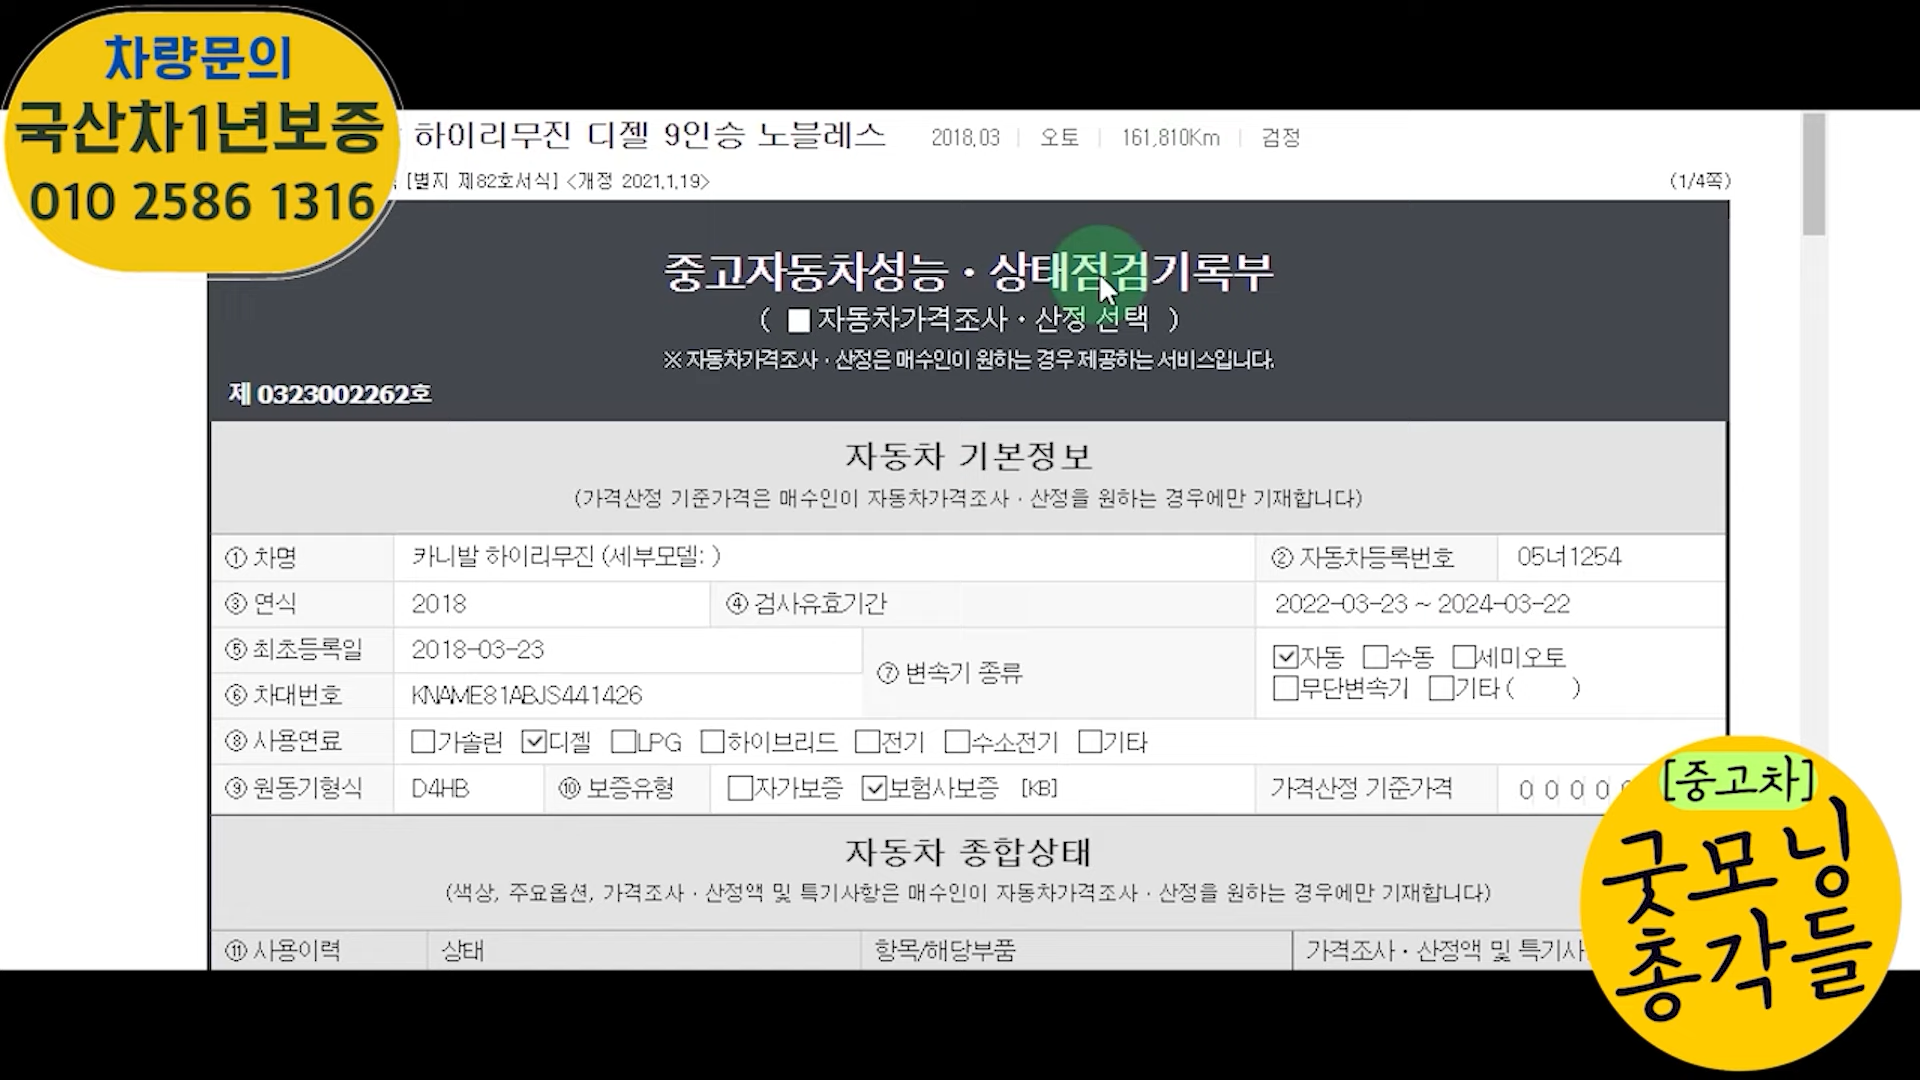 차량문의
국산차1년보증
010 2586 1316
하이리무진 디젤 9인승 노블레스 2018.03 오토 161,810Km 검정
[별지 제82호서식] <개정 2021.1.19> (1/4쪽)
중고자동차성능 · 상태점검기록부
( ■ 자동차가격조사 · 산정 선택 )
※ 자동차가격조사 · 산정은 매수인이 원하는 경우 제공하는 서비스입니다.
제 0323002262호
자동차 기본정보
(가격산정 기준가격은 매수인이 자동차가격조사 · 산정을 원하는 경우에만 기재합니다)
① 차명 카니발 하이리무진 (세부모델: ) ② 자동차등록번호 05너1254
③ 연식 2018 ④ 검사유효기간 2022-03-23 ~ 2024-03-22
⑤ 최초등록일 2018-03-23
⑥ 차대번호 KNAME81ABJS441426
⑦ 변속기 종류
☑자동 □수동 □세미오토
□무단변속기 □기타 ( )
⑧ 사용연료 □가솔린 ☑디젤 □LPG □하이브리드 □전기 □수소전기 □기타
⑨ 원동기형식 D4HB ⑩ 보증유형 □자가보증 ☑보험사보증 [KB] 가격산정 기준가격 0 0 0 0
자동차 종합상태
(색상, 주요옵션, 가격조사 · 산정액 및 특기사항은 매수인이 자동차가격조사 · 산정을 원하는 경우에만 기재합니다)
⑪ 사용이력 상태 항목/해당부품 가격조사 · 산정액 및 특기사
[중고차]
굿모닝
총각들